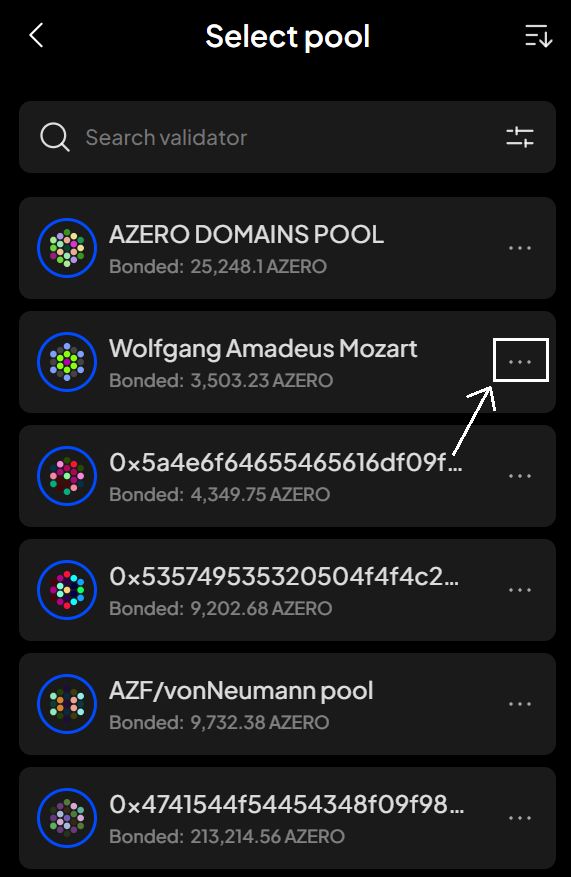 Select pool
Search validator
AZERO DOMAINS POOL
Bonded: 25,248.1 AZERO
Wolfgang Amadeus Mozart
Bonded: 3,503.23 AZERO
0x5a4e6f64655465616df09f...
Bonded: 4,349.75 AZERO
0x535749535320504f4f4c2...
Bonded: 9,202.68 AZERO
AZF/vonNeumann pool
Bonded: 9,732.38 AZERO
0x4741544f54454348f09f98...
Bonded: 213,214.56 AZERO